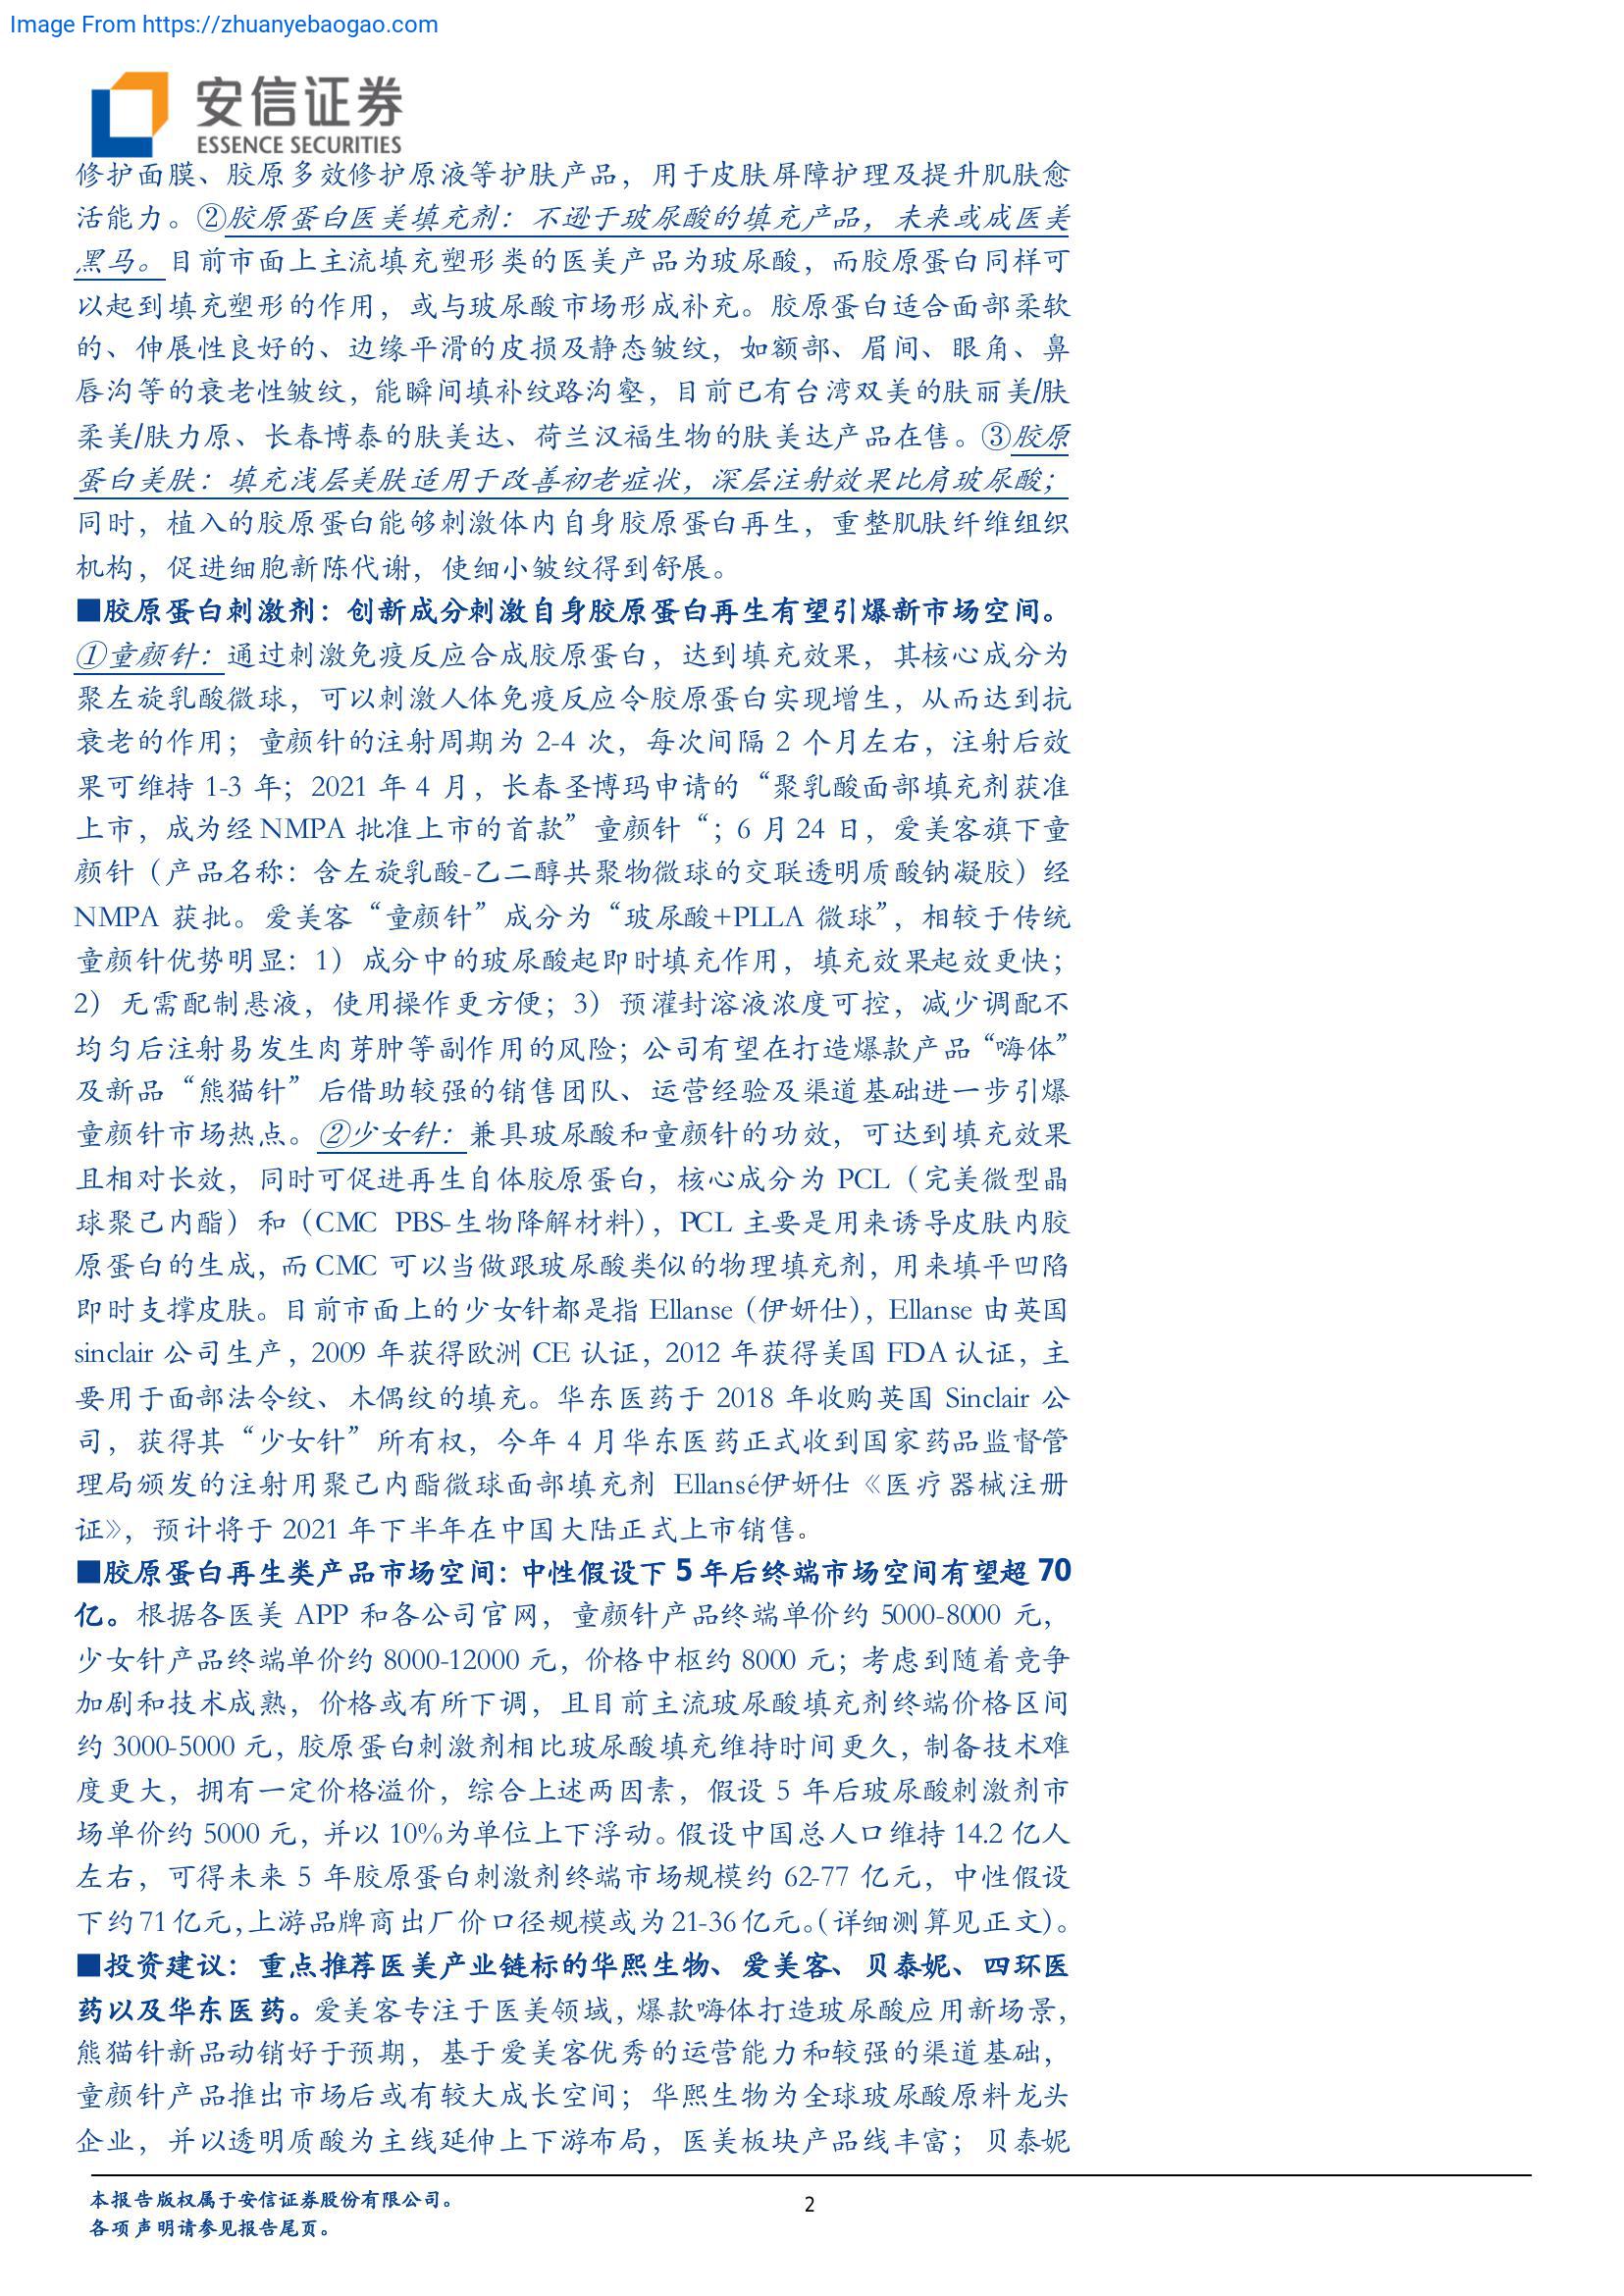 Image From https://zhuanyebaogao.com
安信证券
ESSENCE SECURITIES
修护面膜、胶原多效修护原液等护肤产品，用于皮肤屏障护理及提升肌肤愈
活能力。②胶原蛋白医美填充剂：不逊于玻尿酸的填充产品，未来或成医美
黑马。目前市面上主流填充塑形类的医美产品为玻尿酸，而胶原蛋白同样可
以起到填充塑形的作用，或与玻尿酸市场形成补充。胶原蛋白适合面部柔软
的、伸展性良好的、边缘平滑的皮损及静态皱纹，如额部、眉间、眼角、鼻
唇沟等的衰老性皱纹，能瞬间填补纹路沟壑，目前已有台湾双美的肤丽美/肤
柔美/肤力原、长春博泰的肤美达、荷兰汉福生物的肤美达产品在售。③胶原
蛋白美肤：填充浅层美肤适用于改善初老症状，深层注射效果比肩玻尿酸；
同时，植入的胶原蛋白能够刺激体内自身胶原蛋白再生，重整肌肤纤维组织
机构，促进细胞新陈代谢，使细小皱纹得到舒展。
■胶原蛋白刺激剂：创新成分刺激自身胶原蛋白再生有望引爆新市场空间。
①童颜针：通过刺激免疫反应合成胶原蛋白，达到填充效果，其核心成分为
聚左旋乳酸微球，可以刺激人体免疫反应令胶原蛋白实现增生，从而达到抗
衰老的作用；童颜针的注射周期为 2-4 次，每次间隔 2 个月左右，注射后效
果可维持 1-3 年；2021 年 4 月，长春圣博玛申请的“聚乳酸面部填充剂获准
上市，成为经 NMPA 批准上市的首款”童颜针“；6 月 24 日，爱美客旗下童
颜针（产品名称：含左旋乳酸-乙二醇共聚物微球的交联透明质酸钠凝胶）经
NMPA 获批。爱美客“童颜针”成分为“玻尿酸+PLLA 微球”，相较于传统
童颜针优势明显：1）成分中的玻尿酸起即时填充作用，填充效果起效更快；
2）无需配制悬液，使用操作更方便；3）预灌封溶液浓度可控，减少调配不
均匀后注射易发生肉芽肿等副作用的风险；公司有望在打造爆款产品“嗨体”
及新品“熊猫针”后借助较强的销售团队、运营经验及渠道基础进一步引爆
童颜针市场热点。②少女针：兼具玻尿酸和童颜针的功效，可达到填充效果
且相对长效，同时可促进再生自体胶原蛋白，核心成分为 PCL（完美微型晶
球聚己内酯）和（CMC PBS-生物降解材料），PCL 主要是用来诱导皮肤内胶
原蛋白的生成，而 CMC 可以当做跟玻尿酸类似的物理填充剂，用来填平凹陷
即时支撑皮肤。目前市面上的少女针都是指 Ellanse（伊妍仕），Ellanse 由英国
sinclair 公司生产，2009 年获得欧洲 CE 认证，2012 年获得美国 FDA 认证，主
要用于面部法令纹、木偶纹的填充。华东医药于 2018 年收购英国 Sinclair 公
司，获得其“少女针”所有权，今年 4 月华东医药正式收到国家药品监督管
理局颁发的注射用聚己内酯微球面部填充剂 Ellansé伊妍仕《医疗器械注册
证》，预计将于 2021 年下半年在中国大陆正式上市销售。
■胶原蛋白再生类产品市场空间：中性假设下 5 年后终端市场空间有望超 70
亿。根据各医美 APP 和各公司官网，童颜针产品终端单价约 5000-8000 元，
少女针产品终端单价约 8000-12000 元，价格中枢约 8000 元；考虑到随着竞争
加剧和技术成熟，价格或有所下调，且目前主流玻尿酸填充剂终端价格区间
约 3000-5000 元，胶原蛋白刺激剂相比玻尿酸填充维持时间更久，制备技术难
度更大，拥有一定价格溢价，综合上述两因素，假设 5 年后玻尿酸刺激剂市
场单价约 5000 元，并以 10%为单位上下浮动。假设中国总人口维持 14.2 亿人
左右，可得未来 5 年胶原蛋白刺激剂终端市场规模约 62-77 亿元，中性假设
下约 71 亿元，上游品牌商出厂价口径规模或为 21-36 亿元。（详细测算见正文）。
■投资建议：重点推荐医美产业链标的华熙生物、爱美客、贝泰妮、四环医
药以及华东医药。爱美客专注于医美领域，爆款嗨体打造玻尿酸应用新场景，
熊猫针新品动销好于预期，基于爱美客优秀的运营能力和较强的渠道基础，
童颜针产品推出市场后或有较大成长空间；华熙生物为全球玻尿酸原料龙头
企业，并以透明质酸为主线延伸上下游布局，医美板块产品线丰富；贝泰妮
本报告版权属于安信证券股份有限公司。
2
各项声明请参见报告尾页。